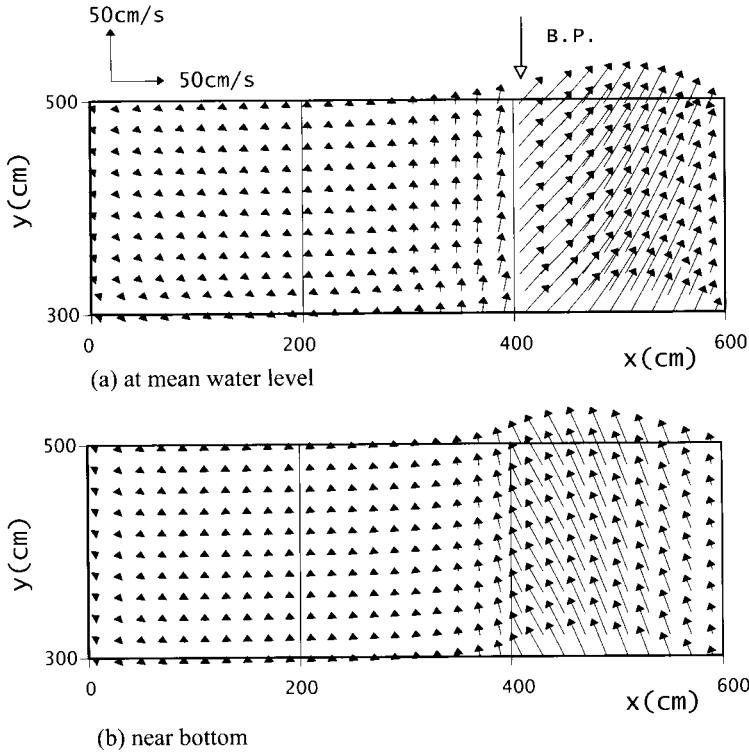 50cm/s
50cm/s
B.P.
500
y(cm)
300
0
200
400
600
x(cm)
(a) at mean water level
500
y(cm)
300
0
200
400
600
x(cm)
(b) near bottom